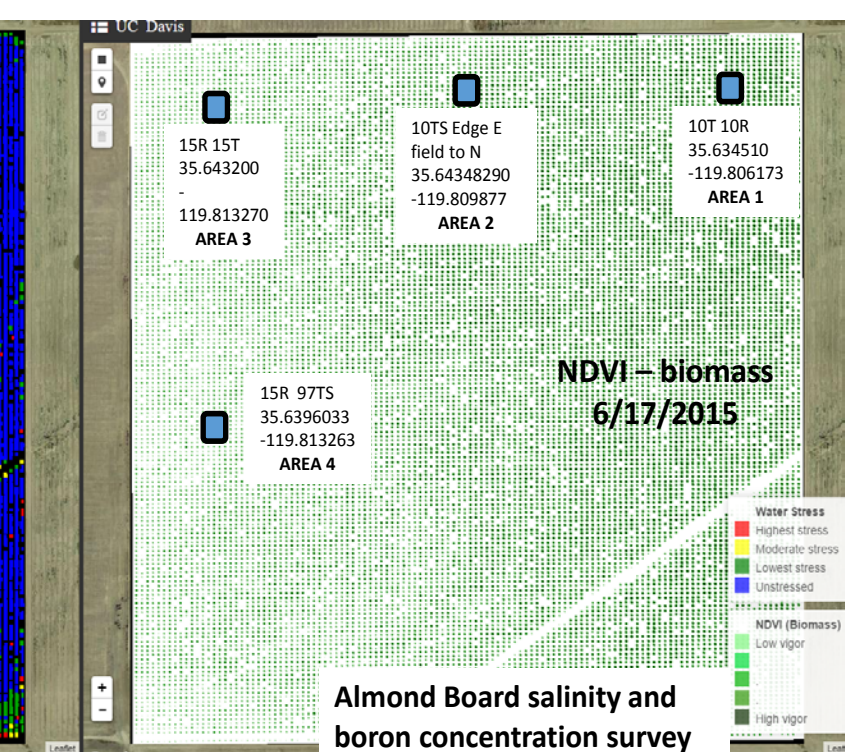 UC Davis
15R 15T
35.643200
-
119.813270
AREA 3
10TS Edge E
field to N
35.64348290
-119.809877
AREA 2
10T 10R
35.634510
-119.806173
AREA 1
15R 97TS
35.6396033
-119.813263
AREA 4
NDVI – biomass
6/17/2015
Water Stress
Highest stress
Moderate stress
Lowest stress
Unstressed
NDVI (Biomass)
Low vigor
High vigor
+
-
Almond Board salinity and
boron concentration survey
Leaflet
Leaf